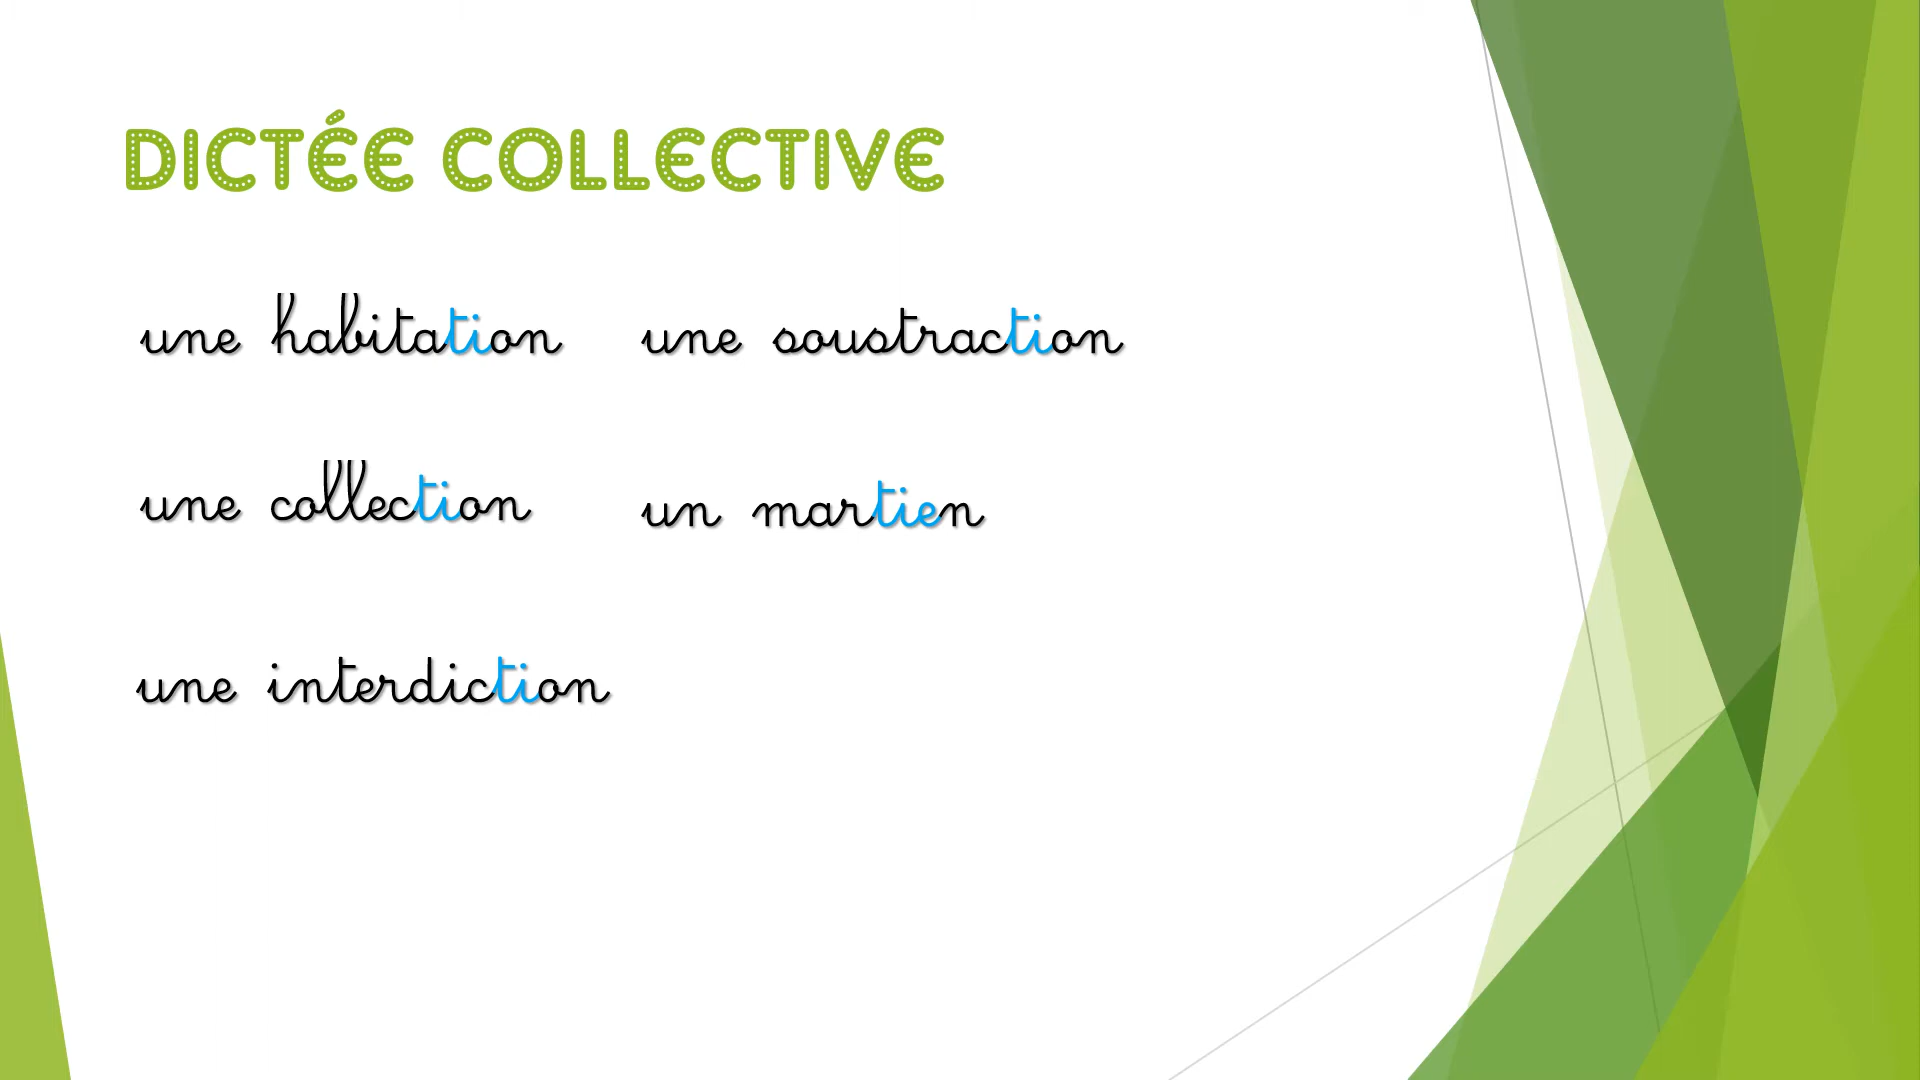 DICTÉE COLLECTIVE
une habitation
une soustraction
une collection
un martien
une interdiction